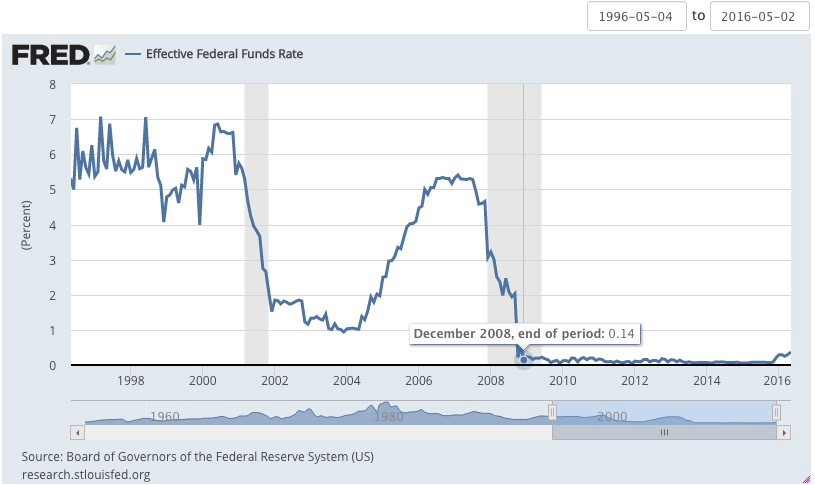 1996-05-04 to 2016-05-02
FRED
Effective Federal Funds Rate
8
7
6
5
4
3
2
1
0
(Percent)
December 2008, end of period: 0.14
1998 2000 2002 2004 2006 2008 2010 2012 2014 2016
1960 1980 2000
Source: Board of Governors of the Federal Reserve System (US)
research.stlouisfed.org